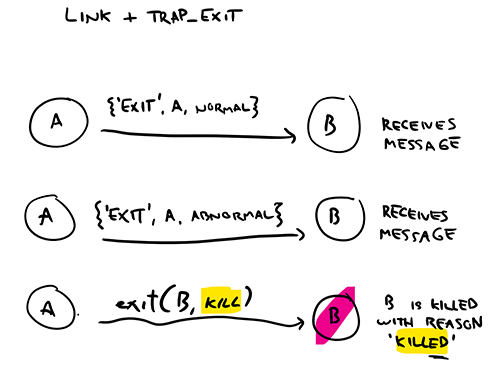 LINK + TRAP_EXIT
A {'EXIT', A, NORMAL} B RECEIVES
MESSAGE
A {'EXIT', A, ABNORMAL} B RECEIVES
MESSAGE
A exit(B, KILL) B B IS KILLED
WITH REASON
'KILLED'